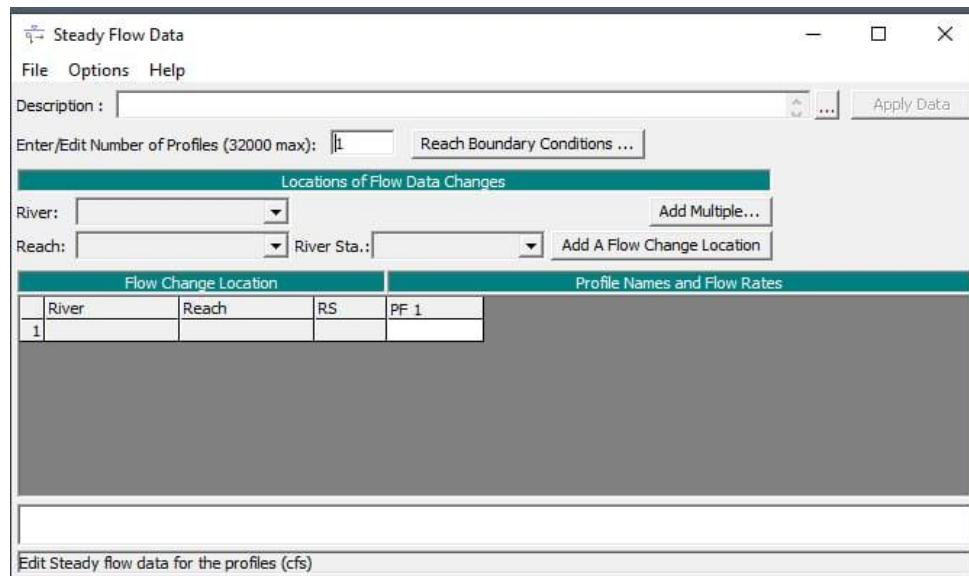 Steady Flow Data
File Options Help
Description : ... Apply Data
Enter/Edit Number of Profiles (32000 max): 1 Reach Boundary Conditions ...
Locations of Flow Data Changes
River: Add Multiple...
Reach: River Sta.: Add A Flow Change Location
Flow Change Location Profile Names and Flow Rates
River Reach RS PF 1
1
Edit Steady flow data for the profiles (cfs)